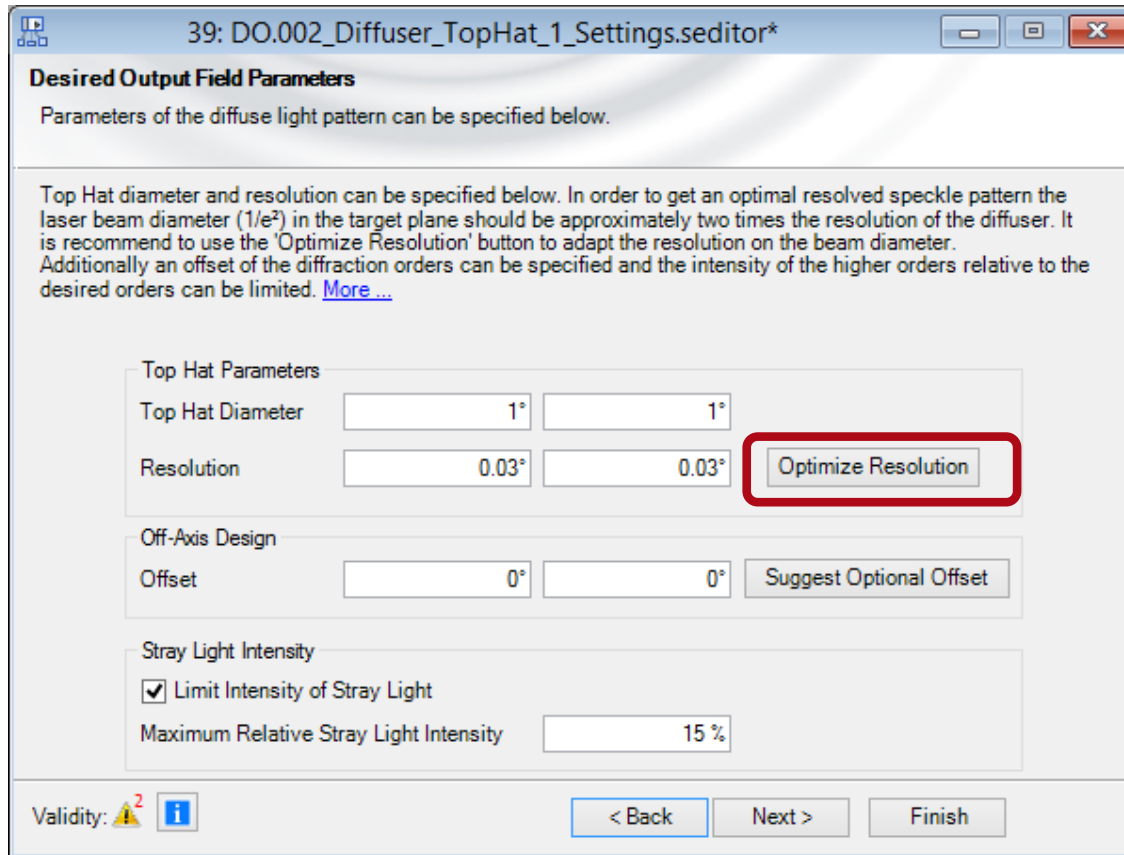 39: DO.002_Diffuser_TopHat_1_Settings.seditor*
Desired Output Field Parameters
Parameters of the diffuse light pattern can be specified below.
Top Hat diameter and resolution can be specified below. In order to get an optimal resolved speckle pattern the
laser beam diameter (1/e²) in the target plane should be approximately two times the resolution of the diffuser. It
is recommend to use the 'Optimize Resolution' button to adapt the resolution on the beam diameter.
Additionally an offset of the diffraction orders can be specified and the intensity of the higher orders relative to the
desired orders can be limited. More ...
Top Hat Parameters
Top Hat Diameter 1° 1°
Resolution 0.03° 0.03° Optimize Resolution
Off-Axis Design
Offset 0° 0° Suggest Optional Offset
Stray Light Intensity
Limit Intensity of Stray Light
Maximum Relative Stray Light Intensity 15 %
Validity: 2 < Back Next > Finish